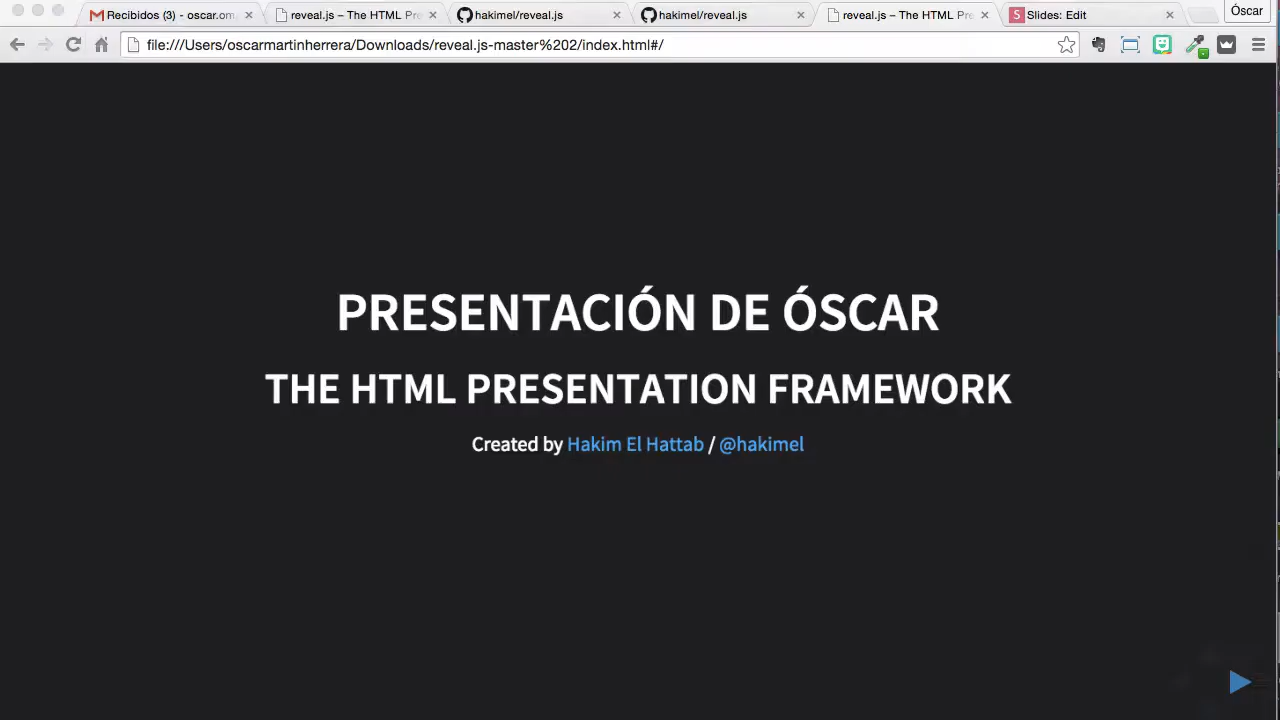 Recibidos (3) - oscar.om
reveal.js – The HTML Pre
hakimel/reveal.js
hakimel/reveal.js
reveal.js – The HTML Pre
Slides: Edit
Óscar
file:///Users/oscarmartinherrera/Downloads/reveal.js-master%202/index.html#/
PRESENTACIÓN DE ÓSCAR
THE HTML PRESENTATION FRAMEWORK
Created by Hakim El Hattab / @hakimel